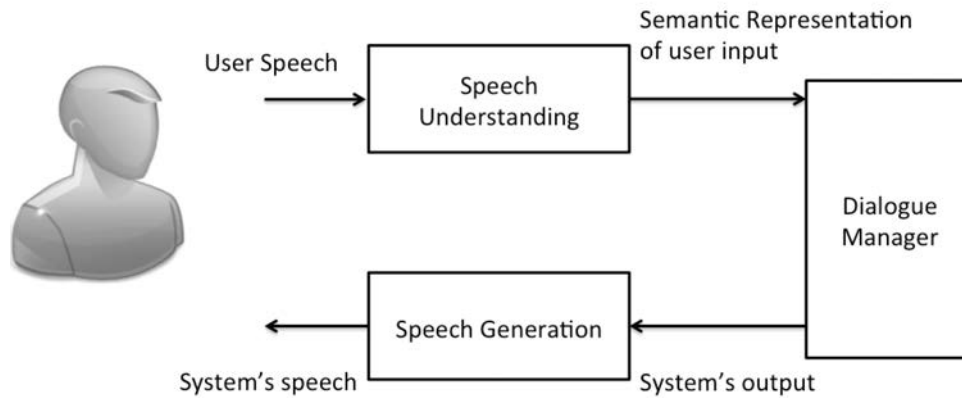 User Speech
Speech
Understanding
Semantic Representation
of user input
Dialogue
Manager
System's output
Speech Generation
System's speech